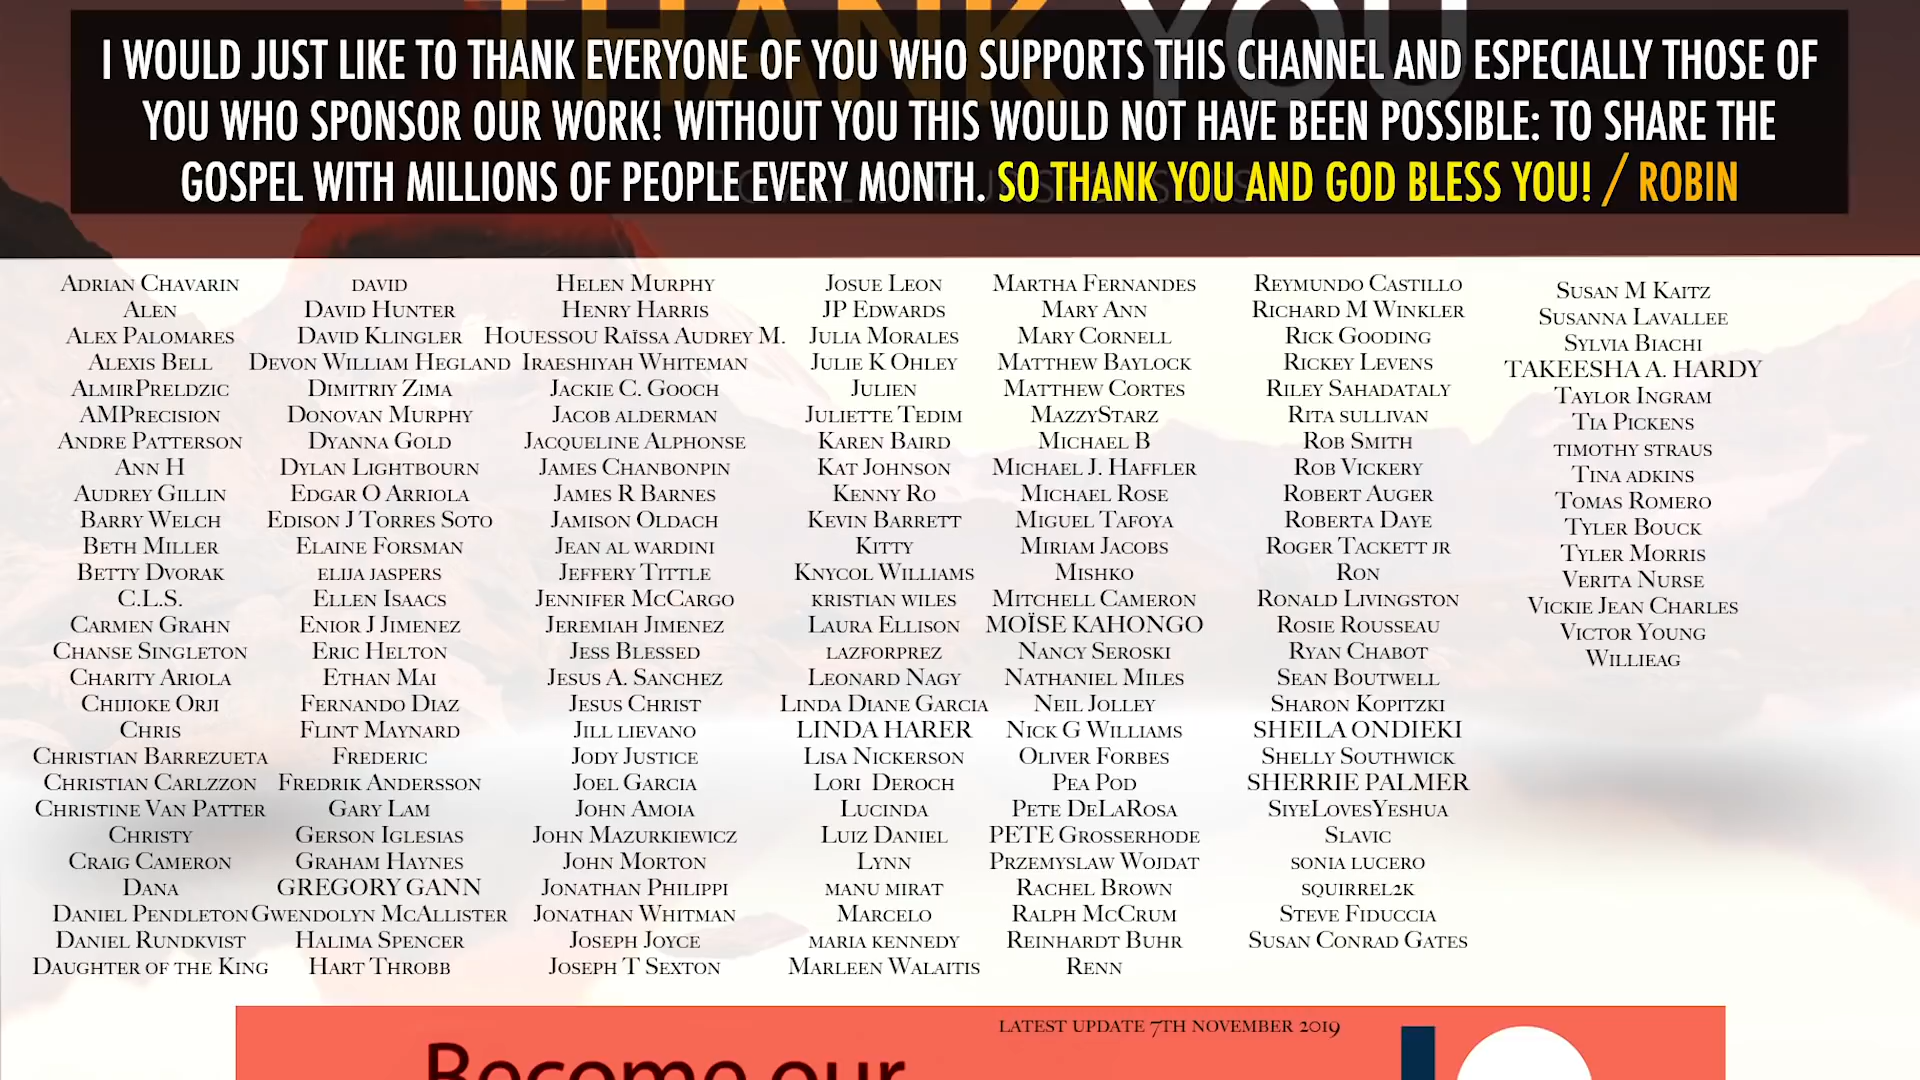 THANK YOU
I WOULD JUST LIKE TO THANK EVERYONE OF YOU WHO SUPPORTS THIS CHANNEL AND ESPECIALLY THOSE OF
YOU WHO SPONSOR OUR WORK! WITHOUT YOU THIS WOULD NOT HAVE BEEN POSSIBLE: TO SHARE THE
GOSPEL WITH MILLIONS OF PEOPLE EVERY MONTH. SO THANK YOU AND GOD BLESS YOU! / ROBIN
Adrian Chavarin
Alen
Alex Palomares
Alexis Bell
AlmirPreldzic
AMPrecision
Andre Patterson
Ann H
Audrey Gillin
Barry Welch
Beth Miller
Betty Dvorak
C.L.S.
Carmen Grahn
Chanse Singleton
Charity Ariola
Chijioke Orji
Chris
Christian Barrezueta
Christian Carlzzon
Christine Van Patter
Christy
Craig Cameron
Dana
Daniel Pendleton
Daniel Rundkvist
Daughter of the King
david
David Hunter
David Klingler
Devon William Hegland
Dimitriy Zima
Donovan Murphy
Dyanna Gold
Dylan Lightbourn
Edgar O Arriola
Edison J Torres Soto
Elaine Forsman
elija jaspers
Ellen Isaacs
Enior J Jimenez
Eric Helton
Ethan Mai
Fernando Diaz
Flint Maynard
Frederic
Fredrik Andersson
Gary Lam
Gerson Iglesias
Graham Haynes
GREGORY GANN
Gwendolyn McAllister
Halima Spencer
Hart Throbb
Helen Murphy
Henry Harris
Houessou Raïssa Audrey M.
Iraeshiyah Whiteman
Jackie C. Gooch
Jacob alderman
Jacqueline Alphonse
James Chanbonpin
James R Barnes
Jamison Oldach
Jean al wardini
Jeffery Tittle
Jennifer McCargo
Jeremiah Jimenez
Jess Blessed
Jesus A. Sanchez
Jesus Christ
Jill lievano
Jody Justice
Joel Garcia
John Amoia
John Mazurkiewicz
John Morton
Jonathan Philippi
Jonathan Whitman
Joseph Joyce
Joseph T Sexton
Josue Leon
JP Edwards
Julia Morales
Julie K Ohley
Julien
Juliette Tedim
Karen Baird
Kat Johnson
Kenny Ro
Kevin Barrett
Kitty
Knycol Williams
kristian wiles
Laura Ellison
lazforprez
Leonard Nagy
Linda Diane Garcia
LINDA HARER
Lisa Nickerson
Lori Deroch
Lucinda
Luiz Daniel
Lynn
manu mirat
Marcelo
maria kennedy
Marleen Walaitis
Martha Fernandes
Mary Ann
Mary Cornell
Matthew Baylock
Matthew Cortes
MazzyStarz
Michael B
Michael J. Haffler
Michael Rose
Miguel Tafoya
Miriam Jacobs
Mishko
Mitchell Cameron
MOÏSE KAHONGO
Nancy Seroski
Nathaniel Miles
Neil Jolley
Nick G Williams
Oliver Forbes
Pea Pod
Pete DeLaRosa
PETE Grosserhode
Przemyslaw Wojdat
Rachel Brown
Ralph McCrum
Reinhardt Buhr
Renn
Reymundo Castillo
Richard M Winkler
Rick Gooding
Rickey Levens
Riley Sahadataly
Rita sullivan
Rob Smith
Rob Vickery
Robert Auger
Roberta Daye
Roger Tackett jr
Ron
Ronald Livingston
Rosie Rousseau
Ryan Chabot
Sean Boutwell
Sharon Kopitzki
SHEILA ONDIEKI
Shelly Southwick
SHERRIE PALMER
SiyeLovesYeshua
Slavic
sonia lucero
squirrel2k
Steve Fiduccia
Susan Conrad Gates
Susan M Kaitz
Susanna Lavallee
Sylvia Biachi
TAKEESHA A. HARDY
Taylor Ingram
Tia Pickens
timothy straus
Tina adkins
Tomas Romero
Tyler Bouck
Tyler Morris
Verita Nurse
Vickie Jean Charles
Victor Young
Willieag
LATEST UPDATE 7TH NOVEMBER 2019
Become our